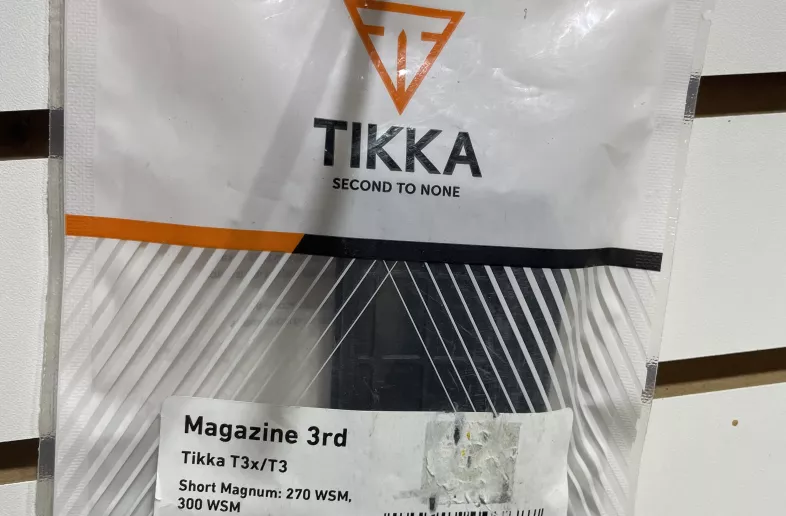 TIKKA
SECOND TO NONE
Magazine 3rd
Tikka T3x/T3
Short Magnum: 270 WSM,
300 WSM